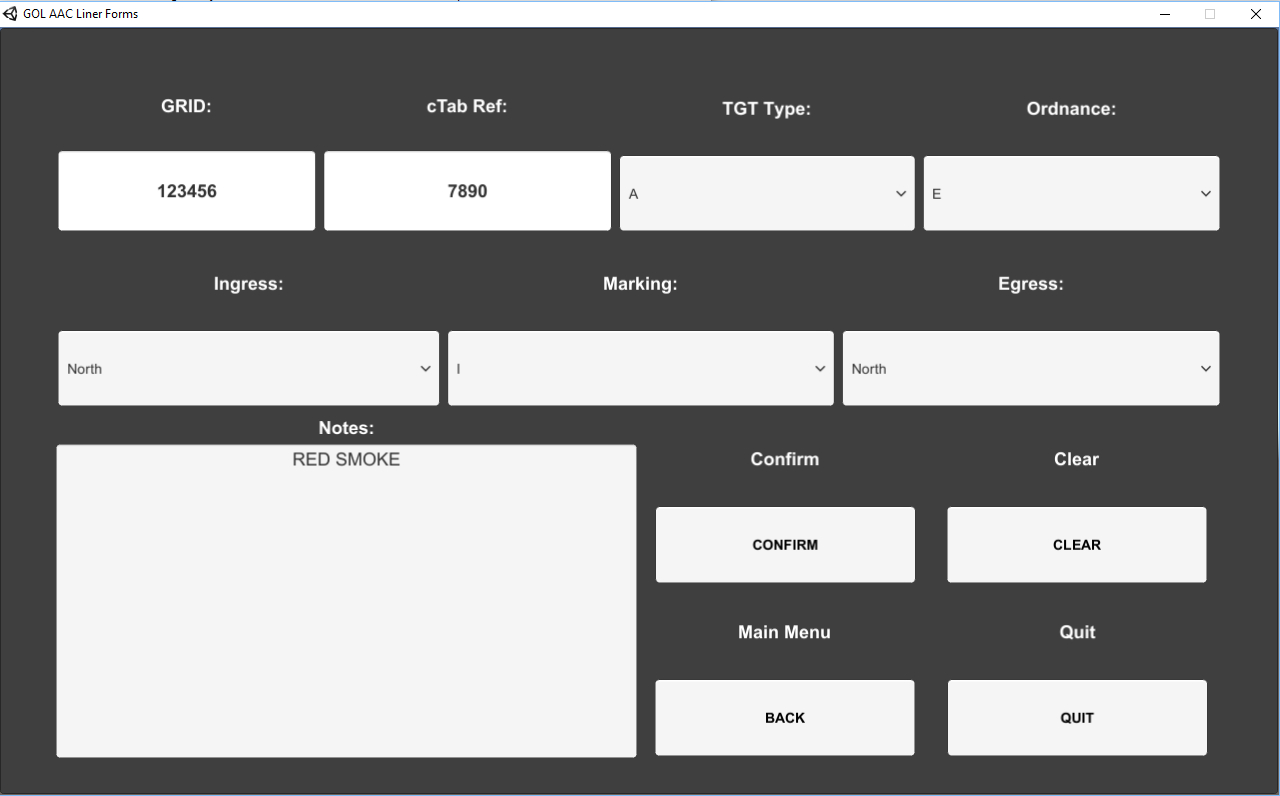 GOL AAC Liner Forms
GRID: cTab Ref: TGT Type: Ordnance:
123456 7890 A E
Ingress: Marking: Egress:
North I North
Notes:
RED SMOKE
Confirm Clear
CONFIRM CLEAR
Main Menu Quit
BACK QUIT